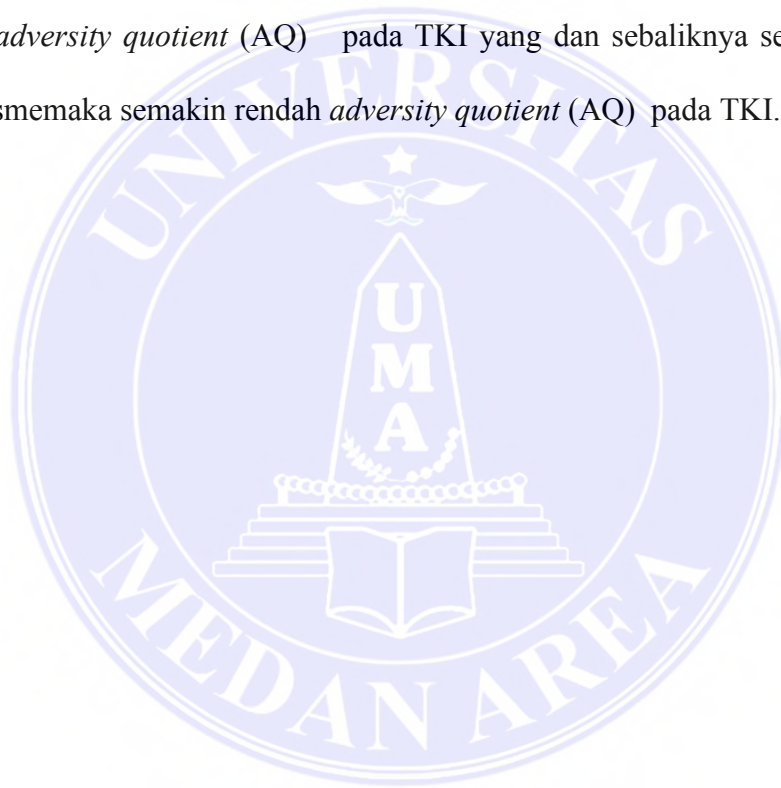 adversity quotient (AQ) pada TKI yang dan sebaliknya se
smemaka semakin rendah adversity quotient (AQ) pada TKI.
UNIVERSITAS
UMA
MEDAN AREA